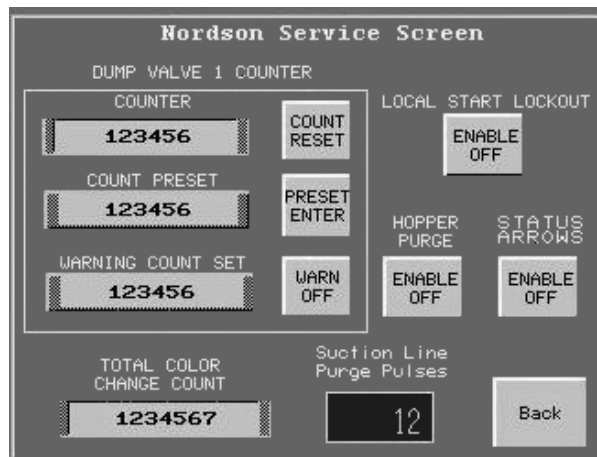 Nordson Service Screen
DUMP VALVE 1 COUNTER
COUNTER
123456
COUNT
RESET
LOCAL START LOCKOUT
ENABLE
OFF
COUNT PRESET
123456
PRESET
ENTER
HOPPER
PURGE
STATUS
ARROWS
WARNING COUNT SET
123456
WARN
OFF
ENABLE
OFF
ENABLE
OFF
TOTAL COLOR
CHANGE COUNT
1234567
Suction Line
Purge Pulses
12
Back